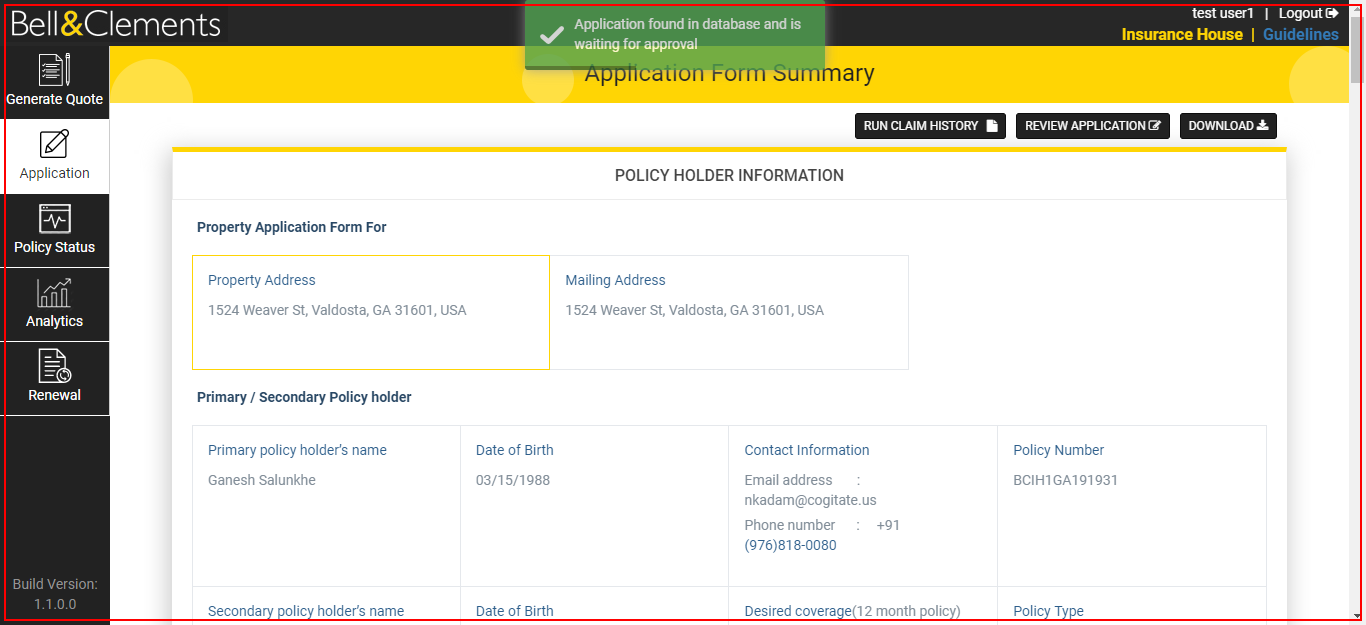 Bell&Clements
Application found in database and is
waiting for approval
test user1 | Logout
Insurance House | Guidelines
Generate Quote
Application
Policy Status
Analytics
Renewal
Build Version:
1.1.0.0
Application Form Summary
RUN CLAIM HISTORY
REVIEW APPLICATION
DOWNLOAD
POLICY HOLDER INFORMATION
Property Application Form For
Property Address
1524 Weaver St, Valdosta, GA 31601, USA
Mailing Address
1524 Weaver St, Valdosta, GA 31601, USA
Primary / Secondary Policy holder
Primary policy holder's name
Ganesh Salunkhe
Date of Birth
03/15/1988
Contact Information
Email address :
nkadam@cogitate.us
Phone number : +91
(976)818-0080
Policy Number
BCIH1GA191931
Secondary policy holder's name
Date of Birth
Desired coverage(12 month policy)
Policy Type